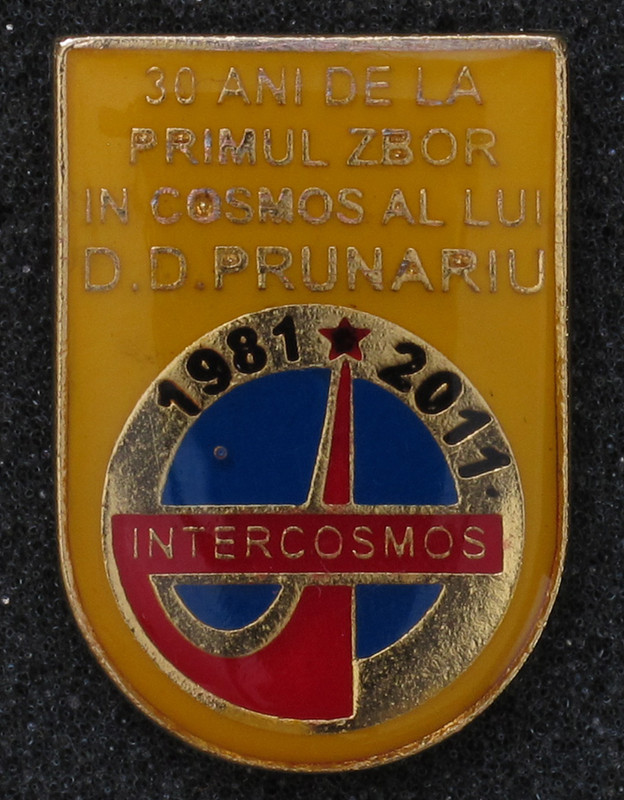 30 ANI DE LA
PRIMUL ZBOR
IN COSMOS AL LUI
D.D.PRUNARIU
1981 2011.
INTERCOSMOS